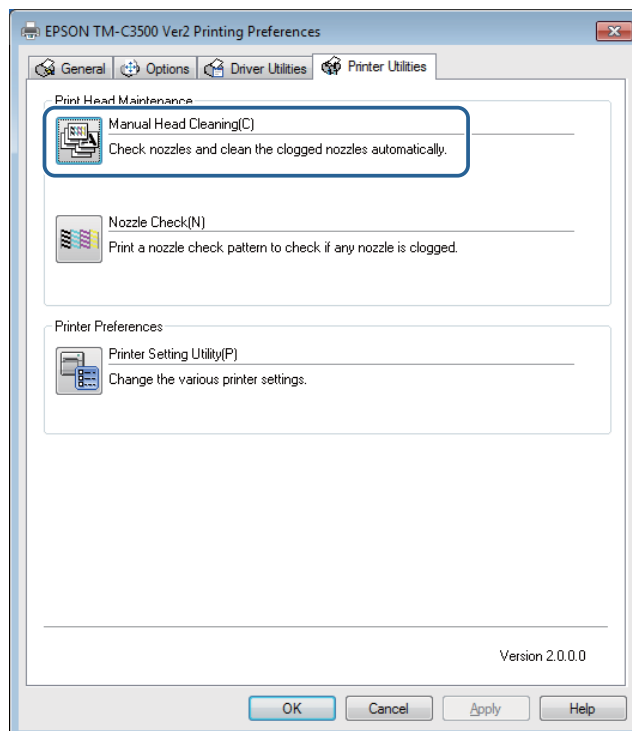 EPSON TM-C3500 Ver2 Printing Preferences
General Options Driver Utilities Printer Utilities
Print Head Maintenance
Manual Head Cleaning(C)
Check nozzles and clean the clogged nozzles automatically.
Nozzle Check(N)
Print a nozzle check pattern to check if any nozzle is clogged.
Printer Preferences
Printer Setting Utility(P)
Change the various printer settings.
Version 2.0.0.0
OK Cancel Apply Help